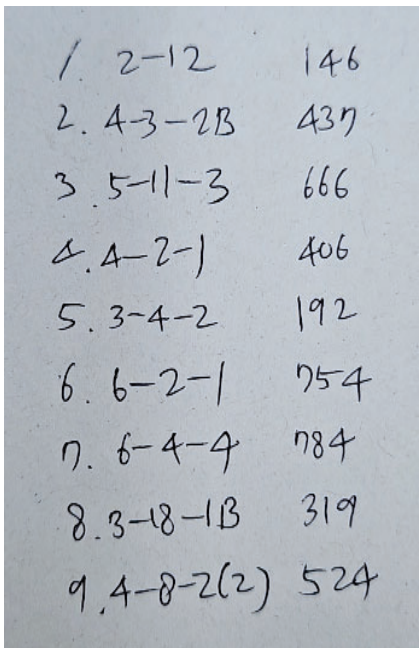 1. 2-12 146
2. 4-3-2B 437
3. 5-11-3 666
4. 4-2-1 406
5. 3-4-2 192
6. 6-2-1 754
7. 6-4-4 784
8. 3-18-1B 319
9. 4-8-2(2) 524